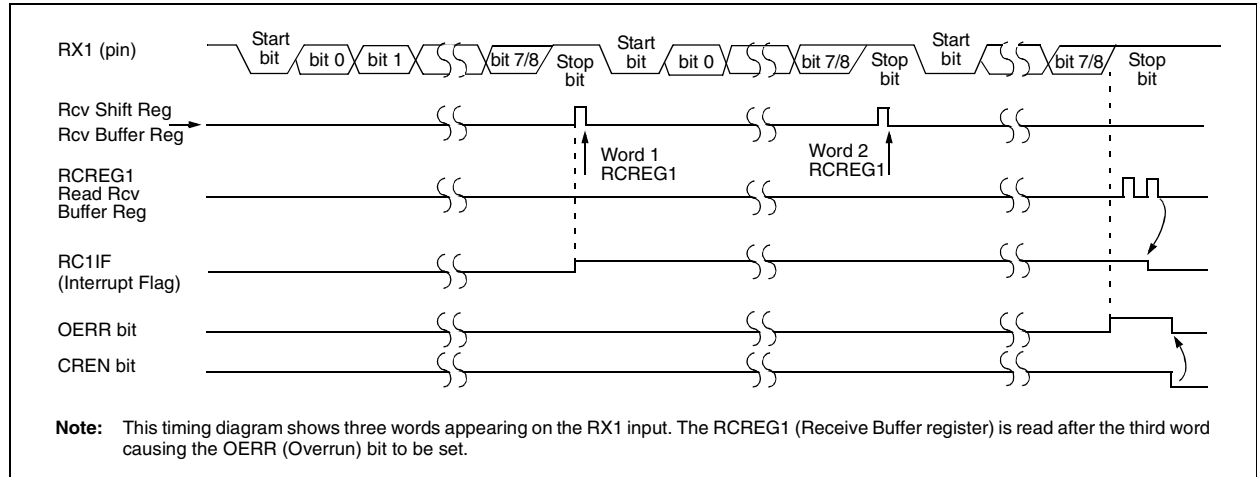 RX1 (pin)
Start bit
bit 0
bit 1
bit 7/8
Stop bit
Start bit
bit 0
bit 7/8
Stop bit
Start bit
bit 7/8
Stop bit
Rcv Shift Reg
Rcv Buffer Reg
Word 1
RCREG1
Word 2
RCREG1
RCREG1
Read Rcv
Buffer Reg
RC1IF
(Interrupt Flag)
OERR bit
CREN bit
Note: This timing diagram shows three words appearing on the RX1 input. The RCREG1 (Receive Buffer register) is read after the third word
causing the OERR (Overrun) bit to be set.